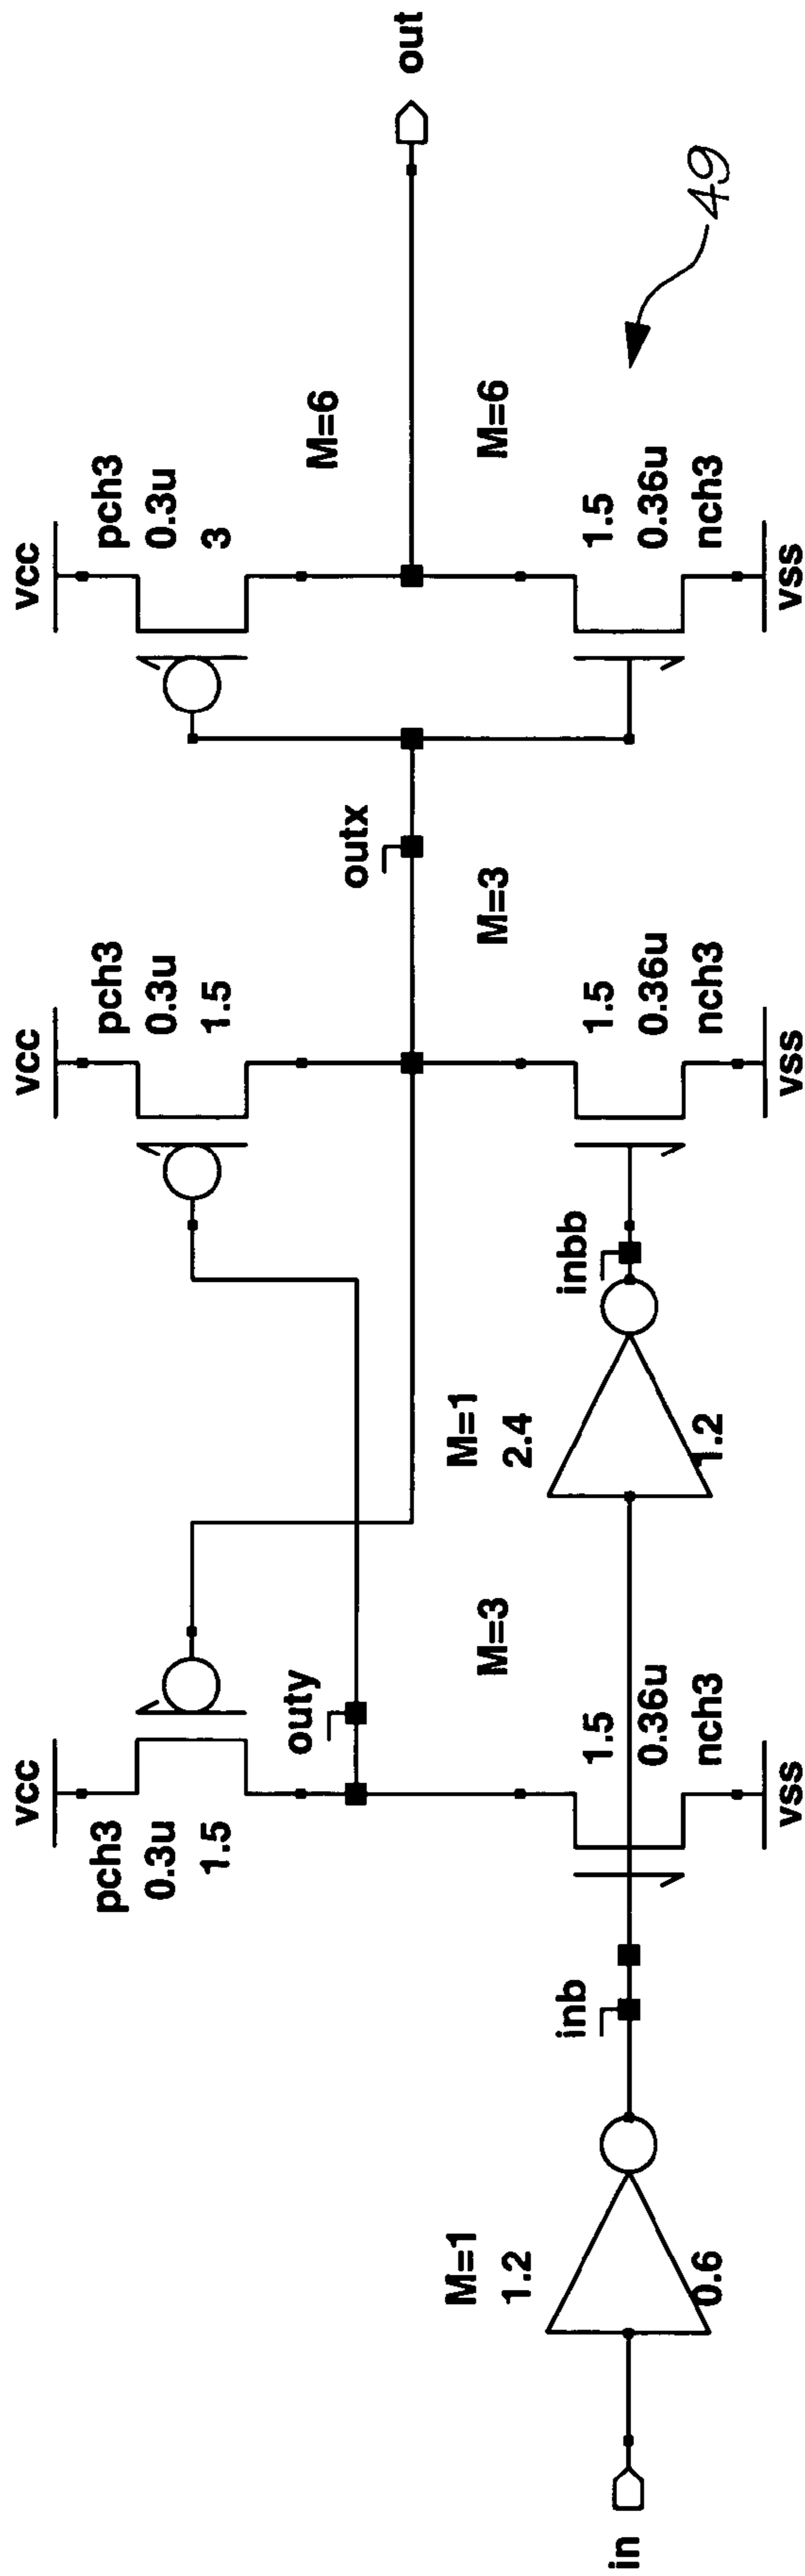 vcc
pch3
0.3u
1.5
vcc
pch3
0.3u
1.5
vcc
pch3
0.3u
3
M=6
out
outy
outx
M=6
M=3
M=3
M=1
1.2
0.6
in
inb
1.5
0.36u
nch3
vss
M=1
2.4
1.2
inbb
1.5
0.36u
nch3
vss
1.5
0.36u
nch3
vss
49